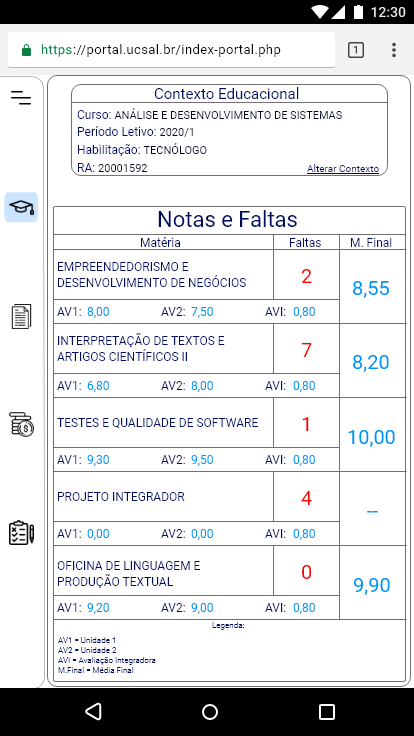 12:30
https://portal.ucsal.br/index-portal.php
1
Contexto Educacional
Curso: ANÁLISE E DESENVOLVIMENTO DE SISTEMAS
Período Letivo: 2020/1
Habilitação: TECNÓLOGO
RA: 20001592
Alterar Contexto
Notas e Faltas
Matéria Faltas M. Final
EMPREENDEDORISMO E
DESENVOLVIMENTO DE NEGÓCIOS
2
8,55
AV1: 8,00 AV2: 7,50 AVI: 0,80
INTERPRETAÇÃO DE TEXTOS E
ARTIGOS CIENTÍFICOS II
7
8,20
AV1: 6,80 AV2: 8,00 AVI: 0,80
TESTES E QUALIDADE DE SOFTWARE
1
10,00
AV1: 9,30 AV2: 9,50 AVI: 0,80
PROJETO INTEGRADOR
4
--
AV1: 0,00 AV2: 0,00 AVI: 0,80
OFICINA DE LINGUAGEM E
PRODUÇÃO TEXTUAL
0
9,90
AV1: 9,20 AV2: 9,00 AVI: 0,80
Legenda:
AV1 = Unidade 1
AV2 = Unidade 2
AVI = Avaliação Integradora
M.Final = Média Final